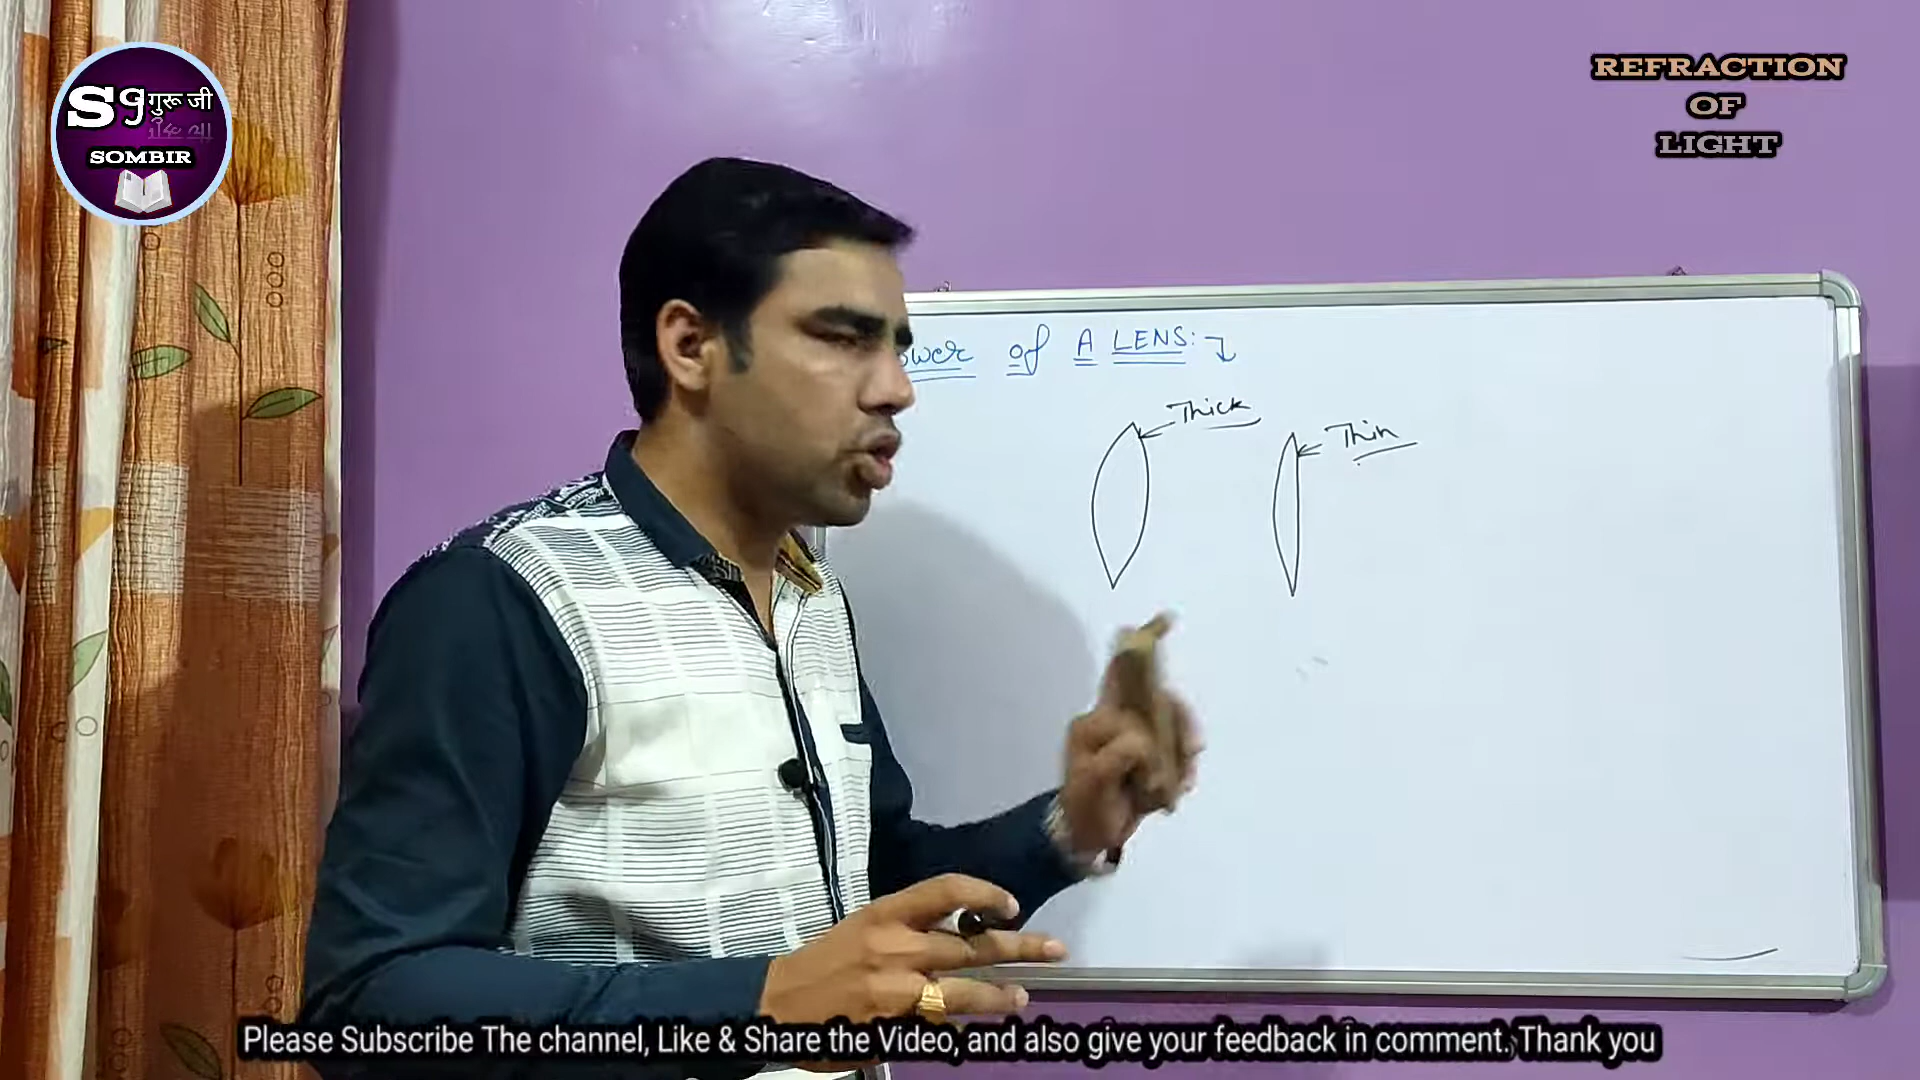 Sg गुरू जी
SOMBIR
REFRACTION
OF
LIGHT
of A LENS:
Thick
Thin
Please Subscribe The channel, Like & Share the Video, and also give your feedback in comment. Thank you